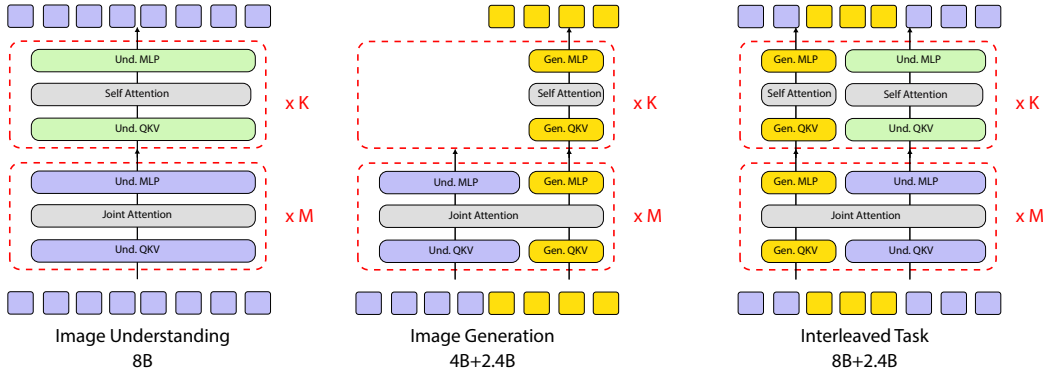 Und. MLP
Self Attention
Und. QKV
x K
Und. MLP
Joint Attention
Und. QKV
x M
Image Understanding
8B
Gen. MLP
Self Attention
Gen. QKV
x K
Und. MLP
Gen. MLP
Joint Attention
Und. QKV
Gen. QKV
x M
Image Generation
4B+2.4B
Gen. MLP
Und. MLP
Self Attention
Self Attention
Gen. QKV
Und. QKV
x K
Gen. MLP
Und. MLP
Joint Attention
Gen. QKV
Und. QKV
x M
Interleaved Task
8B+2.4B